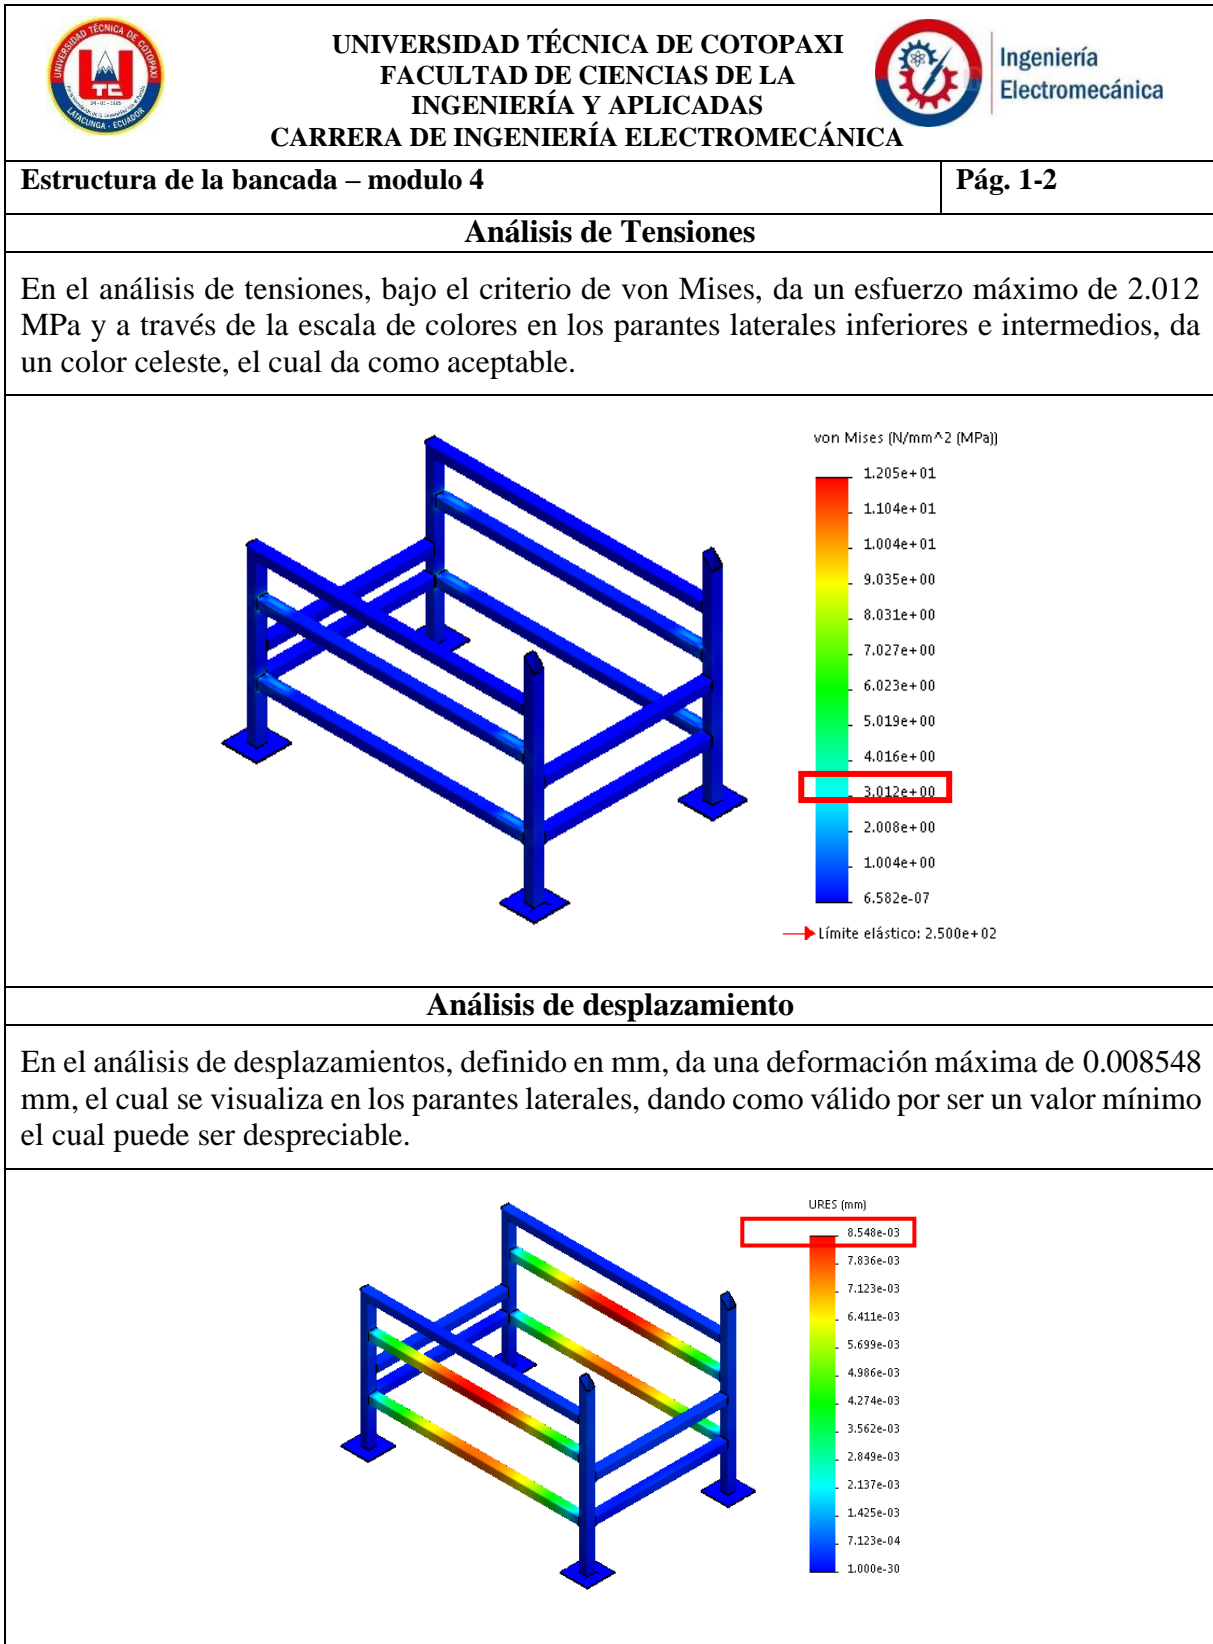 UNIVERSIDAD TÉCNICA DE COTOPAXI
FACULTAD DE CIENCIAS DE LA
INGENIERÍA Y APLICADAS
CARRERA DE INGENIERÍA ELECTROMECÁNICA
UNIVERSIDAD TÉCNICA DE COTOPAXI
UTC
LATACUNGA - ECUADOR
Ingeniería
Electromecánica
Estructura de la bancada – modulo 4
Pág. 1-2
Análisis de Tensiones
En el análisis de tensiones, bajo el criterio de von Mises, da un esfuerzo máximo de 2.012
MPa y a través de la escala de colores en los parantes laterales inferiores e intermedios, da
un color celeste, el cual da como aceptable.
von Mises (N/mm^2 (MPa))
1.205e+01
1.104e+01
1.004e+01
9.035e+00
8.031e+00
7.027e+00
6.023e+00
5.019e+00
4.016e+00
3.012e+00
2.008e+00
1.004e+00
6.582e-07
Límite elástico: 2.500e+02
Análisis de desplazamiento
En el análisis de desplazamientos, definido en mm, da una deformación máxima de 0.008548
mm, el cual se visualiza en los parantes laterales, dando como válido por ser un valor mínimo
el cual puede ser despreciable.
URES (mm)
8.548e-03
7.836e-03
7.123e-03
6.411e-03
5.699e-03
4.986e-03
4.274e-03
3.562e-03
2.849e-03
2.137e-03
1.425e-03
7.123e-04
1.000e-30